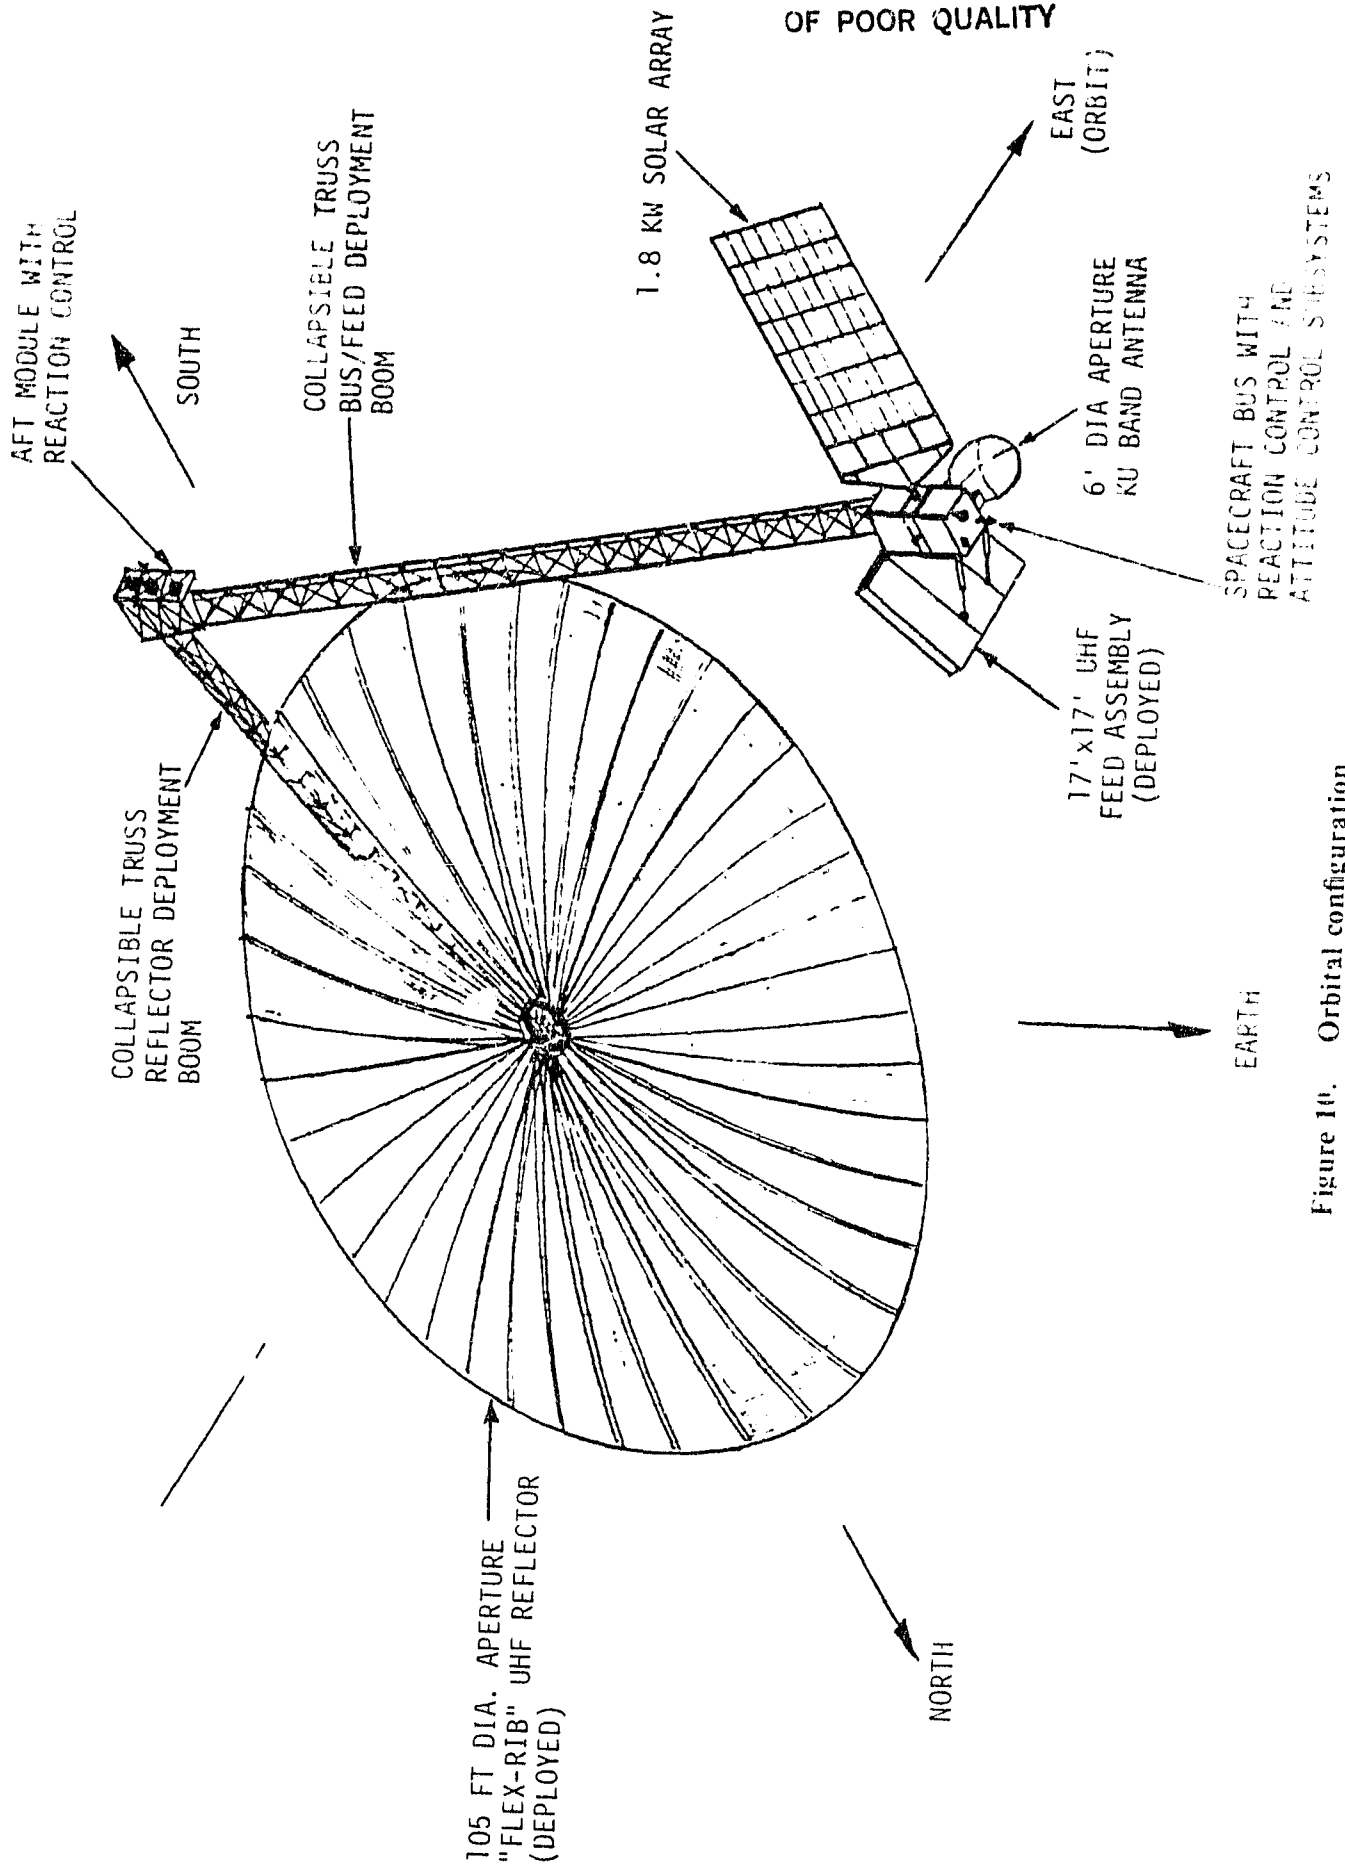 OF POOR QUALITY
AFT MODULE WITH
REACTION CONTROL
SOUTH
COLLAPSIBLE TRUSS
BUS/FEED DEPLOYMENT
BOOM
1.8 KW SOLAR ARRAY
EAST
(ORBIT)
COLLAPSIBLE TRUSS
REFLECTOR DEPLOYMENT
BOOM
6' DIA APERTURE
KU BAND ANTENNA
SPACECRAFT BUS WITH
REACTION CONTROL AND
ATTITUDE CONTROL SUBSYSTEMS
17'x17' UHF
FEED ASSEMBLY
(DEPLOYED)
105 FT DIA. APERTURE
"FLEX-RIB" UHF REFLECTOR
(DEPLOYED)
NORTH
EARTH
Figure 10. Orbital configuration